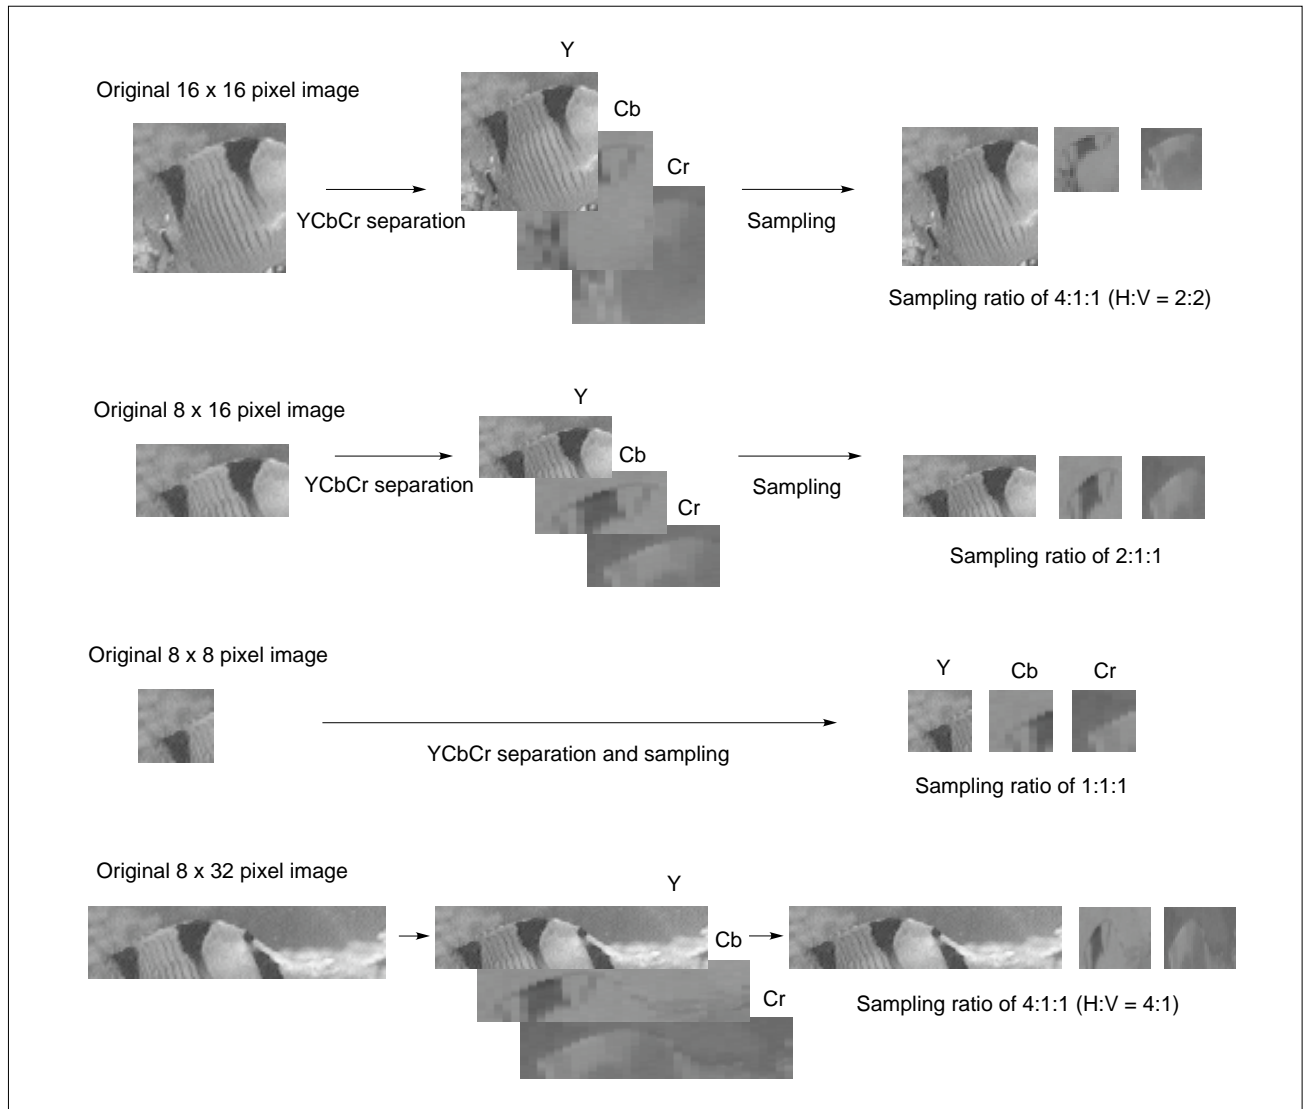 Y
Original 16 x 16 pixel image
Cb
Cr
YCbCr separation
Sampling
Sampling ratio of 4:1:1 (H:V = 2:2)
Y
Original 8 x 16 pixel image
Cb
YCbCr separation
Sampling
Cr
Sampling ratio of 2:1:1
Original 8 x 8 pixel image
Y Cb Cr
YCbCr separation and sampling
Sampling ratio of 1:1:1
Original 8 x 32 pixel image
Y
Cb
Cr
Sampling ratio of 4:1:1 (H:V = 4:1)